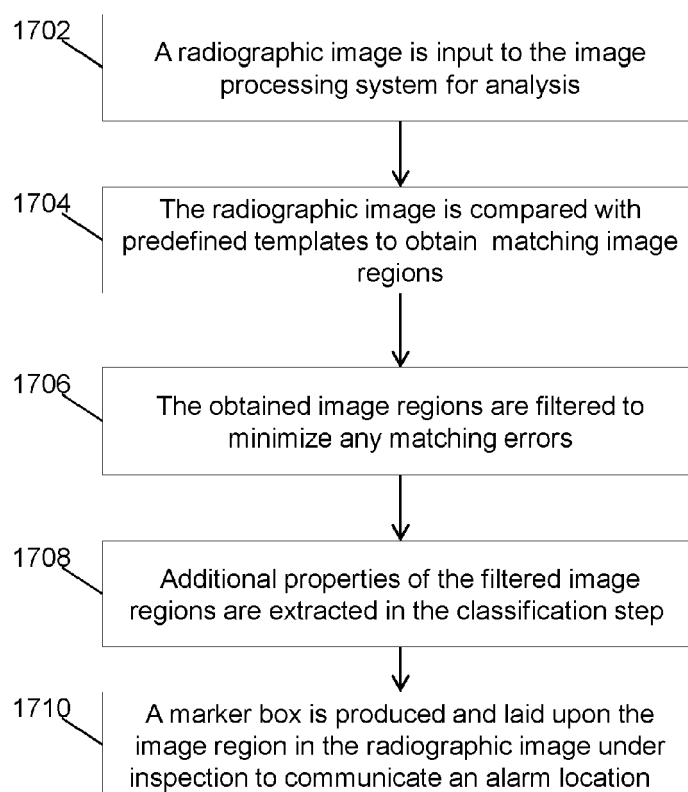 1702
A radiographic image is input to the image
processing system for analysis
1704
The radiographic image is compared with
predefined templates to obtain matching image
regions
1706
The obtained image regions are filtered to
minimize any matching errors
1708
Additional properties of the filtered image
regions are extracted in the classification step
1710
A marker box is produced and laid upon the
image region in the radiographic image under
inspection to communicate an alarm location